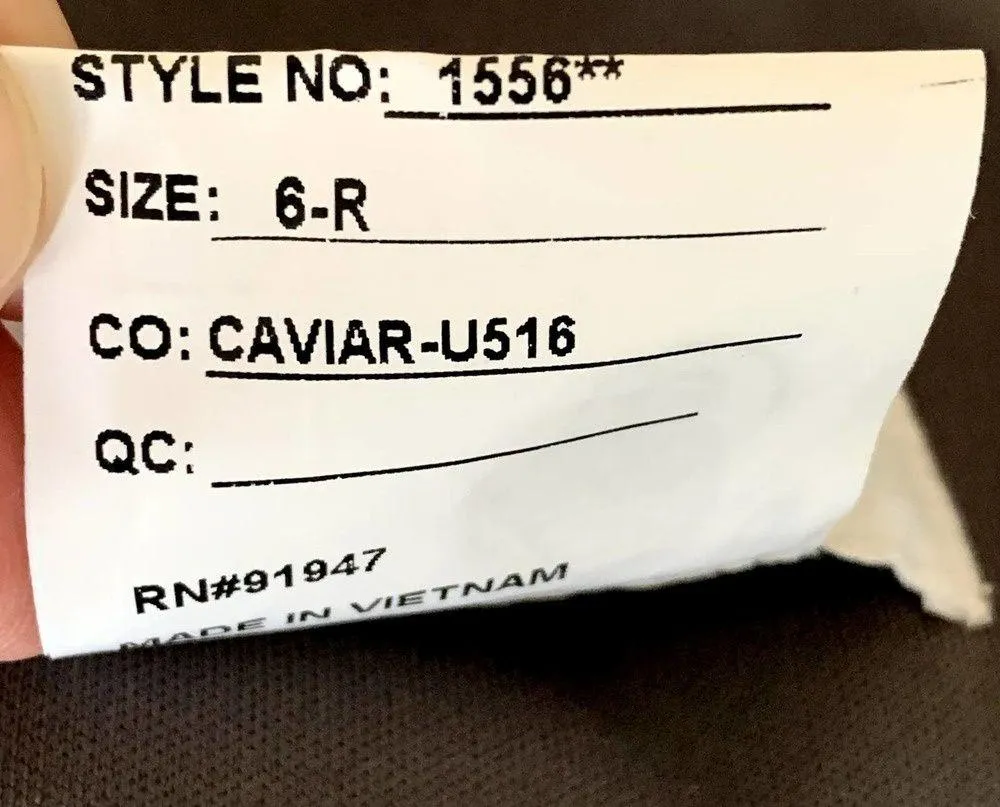 STYLE NO: 1556**
SIZE: 6-R
CO: CAVIAR-U516
QC:
RN#91947
MADE IN VIETNAM